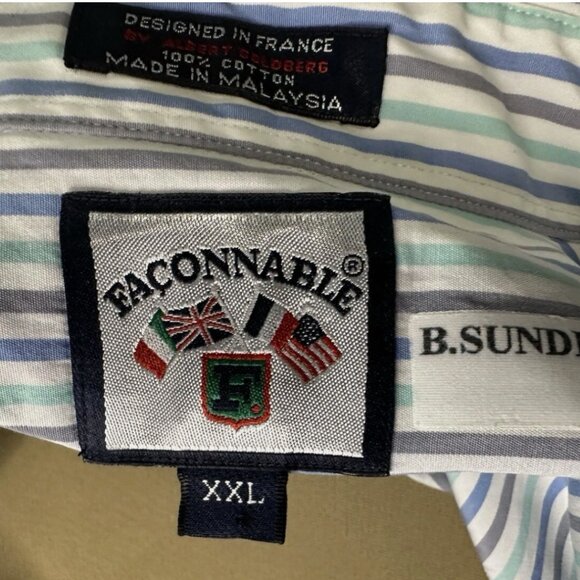 DESIGNED IN FRANCE
BY ALBERT GOLDBERG
100% COTTON
MADE IN MALAYSIA
FAÇONNABLE®
F.
B.SUND
XXL